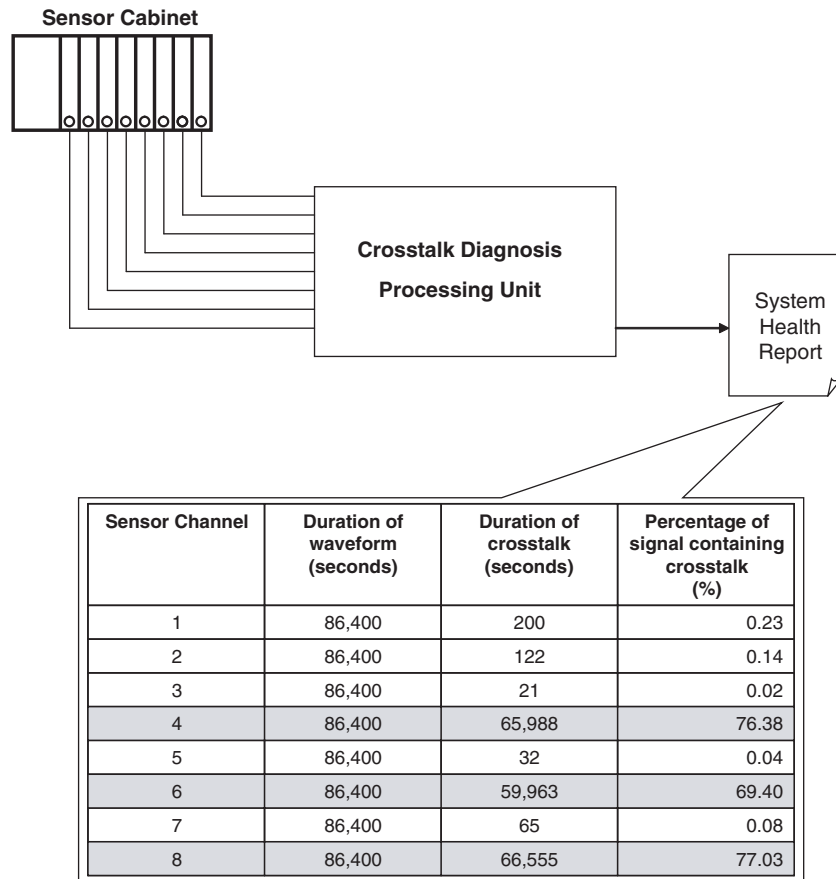 Sensor Cabinet
Crosstalk Diagnosis
Processing Unit
System
Health
Report
Sensor Channel
Duration of
waveform
(seconds)
Duration of
crosstalk
(seconds)
Percentage of
signal containing
crosstalk
(%)
1 86,400 200 0.23
2 86,400 122 0.14
3 86,400 21 0.02
4 86,400 65,988 76.38
5 86,400 32 0.04
6 86,400 59,963 69.40
7 86,400 65 0.08
8 86,400 66,555 77.03